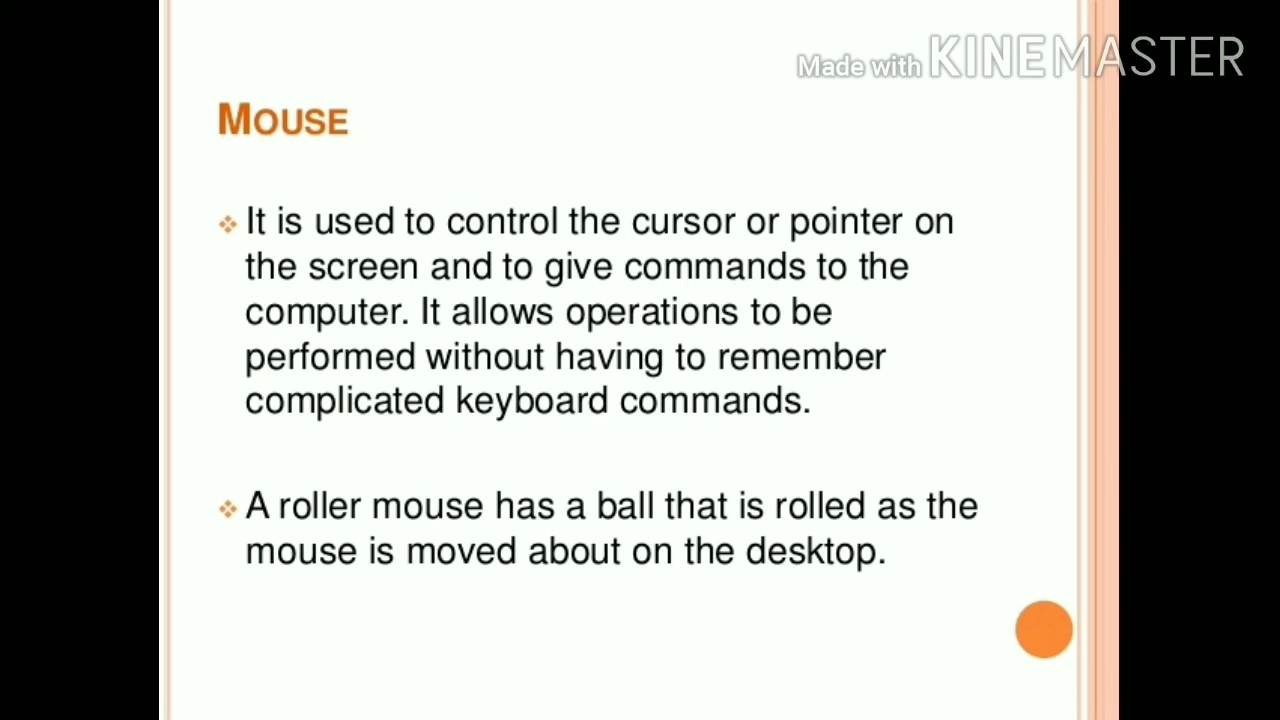 Made with KINEMASTER
MOUSE
It is used to control the cursor or pointer on
the screen and to give commands to the
computer. It allows operations to be
performed without having to remember
complicated keyboard commands.
A roller mouse has a ball that is rolled as the
mouse is moved about on the desktop.